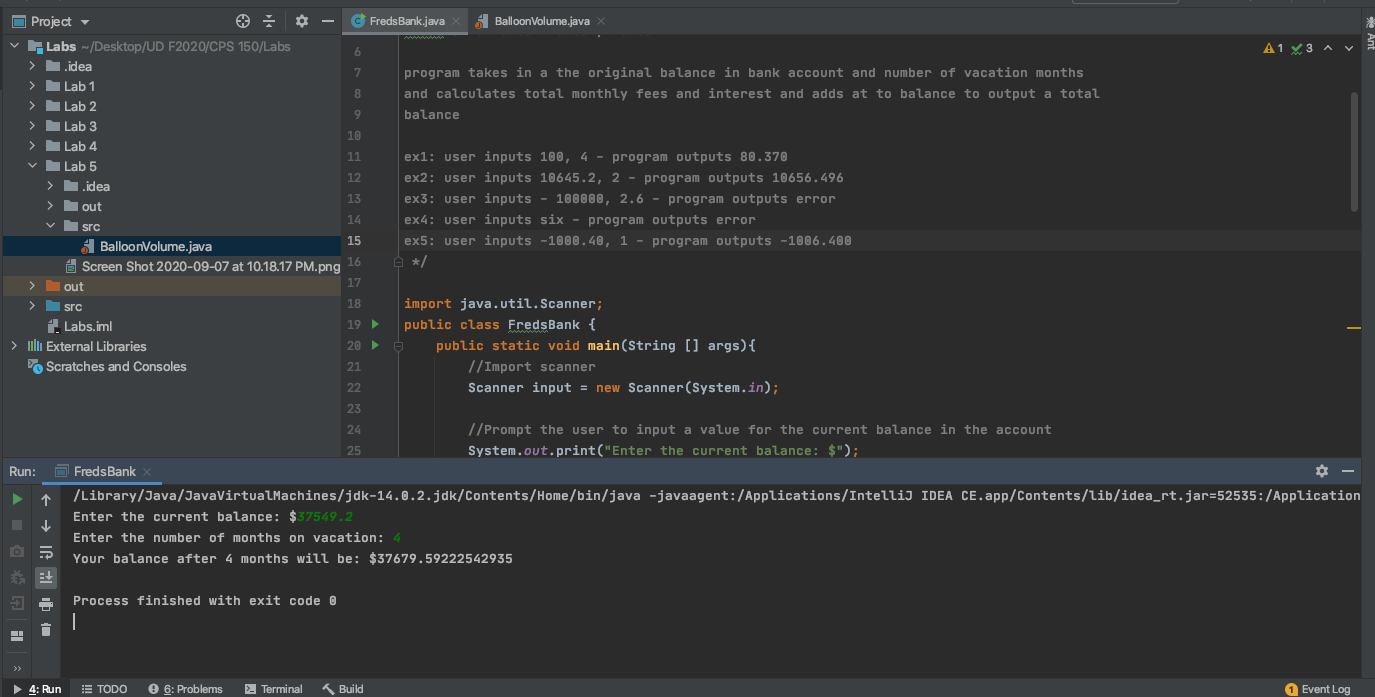 Project
FredsBank.java
BalloonVolume.java
Labs ~/Desktop/UD F2020/CPS 150/Labs
.idea
Lab 1
Lab 2
Lab 3
Lab 4
Lab 5
.idea
out
src
BalloonVolume.java
Screen Shot 2020-09-07 at 10.18.17 PM.png
out
src
Labs.iml
External Libraries
Scratches and Consoles
1 3
Ant
6
7 program takes in a the original balance in bank account and number of vacation months
8 and calculates total monthly fees and interest and adds at to balance to output a total
9 balance
10
11 ex1: user inputs 100, 4 - program outputs 80.370
12 ex2: user inputs 10645.2, 2 - program outputs 10656.496
13 ex3: user inputs - 100000, 2.6 - program outputs error
14 ex4: user inputs six - program outputs error
15 ex5: user inputs -1000.40, 1 - program outputs -1006.400
16 */
17
18 import java.util.Scanner;
19 public class FredsBank {
20 public static void main(String [] args){
21 //Import scanner
22 Scanner input = new Scanner(System.in);
23
24 //Prompt the user to input a value for the current balance in the account
25 System.out.print("Enter the current balance: $");
Run: FredsBank
/Library/Java/JavaVirtualMachines/jdk-14.0.2.jdk/Contents/Home/bin/java -javaagent:/Applications/IntelliJ IDEA CE.app/Contents/lib/idea_rt.jar=52535:/Application
Enter the current balance: $37549.2
Enter the number of months on vacation: 4
Your balance after 4 months will be: $37679.59222542935
Process finished with exit code 0
4: Run
TODO
6: Problems
Terminal
Build
1 Event Log